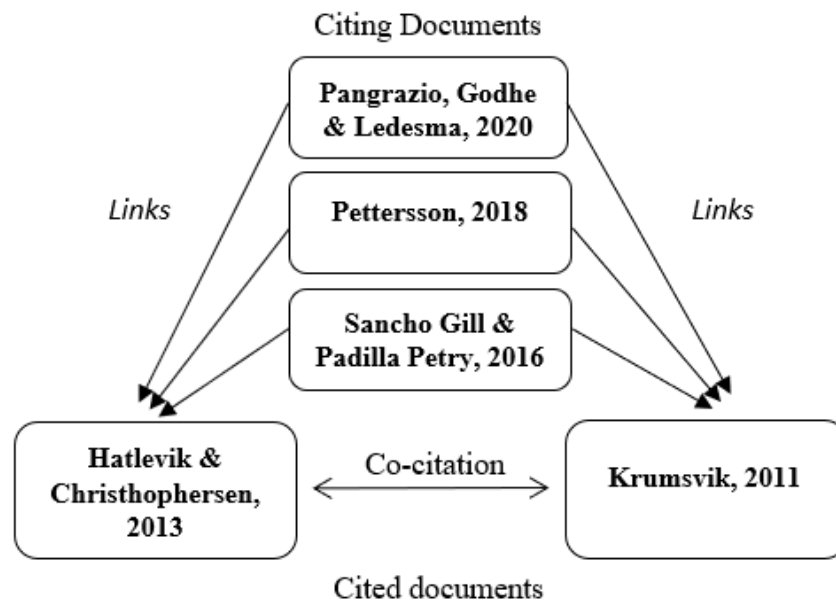 Citing Documents
Pangrazio, Godhe
& Ledesma, 2020
Links
Pettersson, 2018
Links
Sancho Gill &
Padilla Petry, 2016
Hatlevik &
Christhophersen,
2013
Co-citation
Krumsvik, 2011
Cited documents